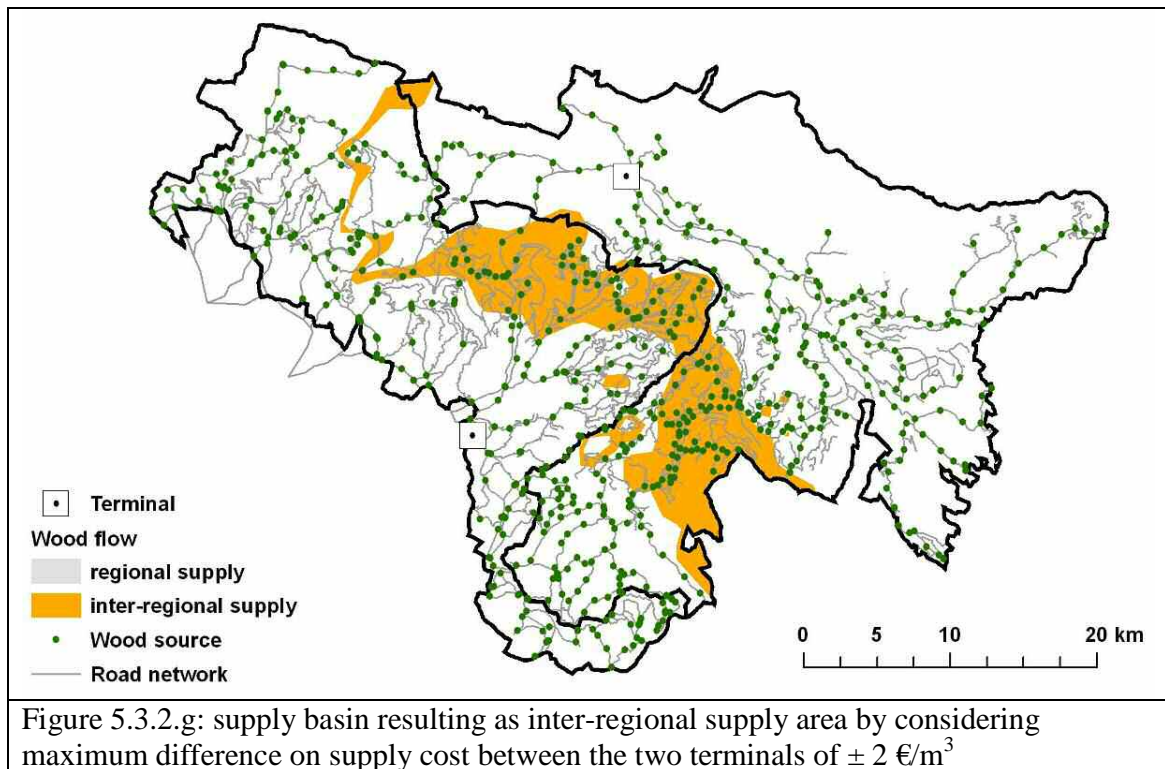 Terminal
Wood flow
regional supply
inter-regional supply
Wood source
Road network
0 5 10 20 km
Figure 5.3.2.g: supply basin resulting as inter-regional supply area by considering
maximum difference on supply cost between the two terminals of ± 2 €/m³